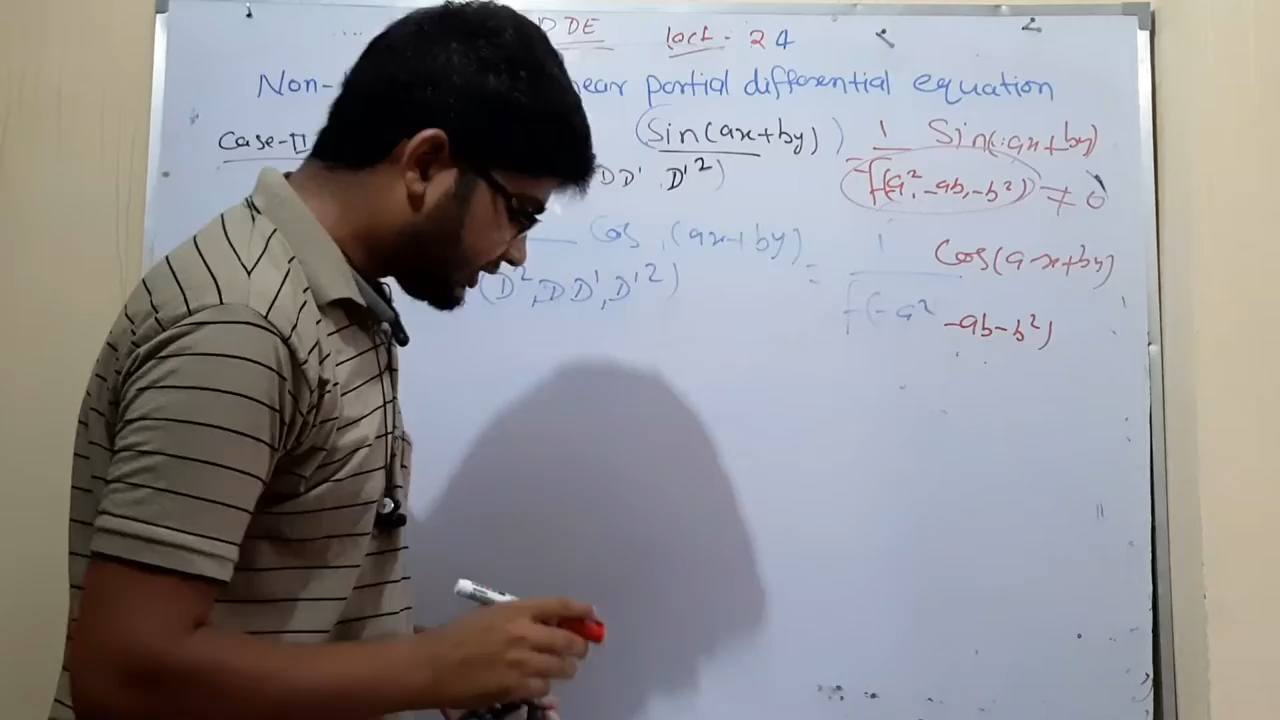 DDE lect - 24
Non- near partial differential equation
Case-II Sin(ax+by) = 1 Sin(ax+by)
DD', D'²) f(a², -ab, -b²) ≠ 0
Cos (ax+by) = 1 Cos(ax+by)
(D², DD', D'²) f(-a² -ab-b²)